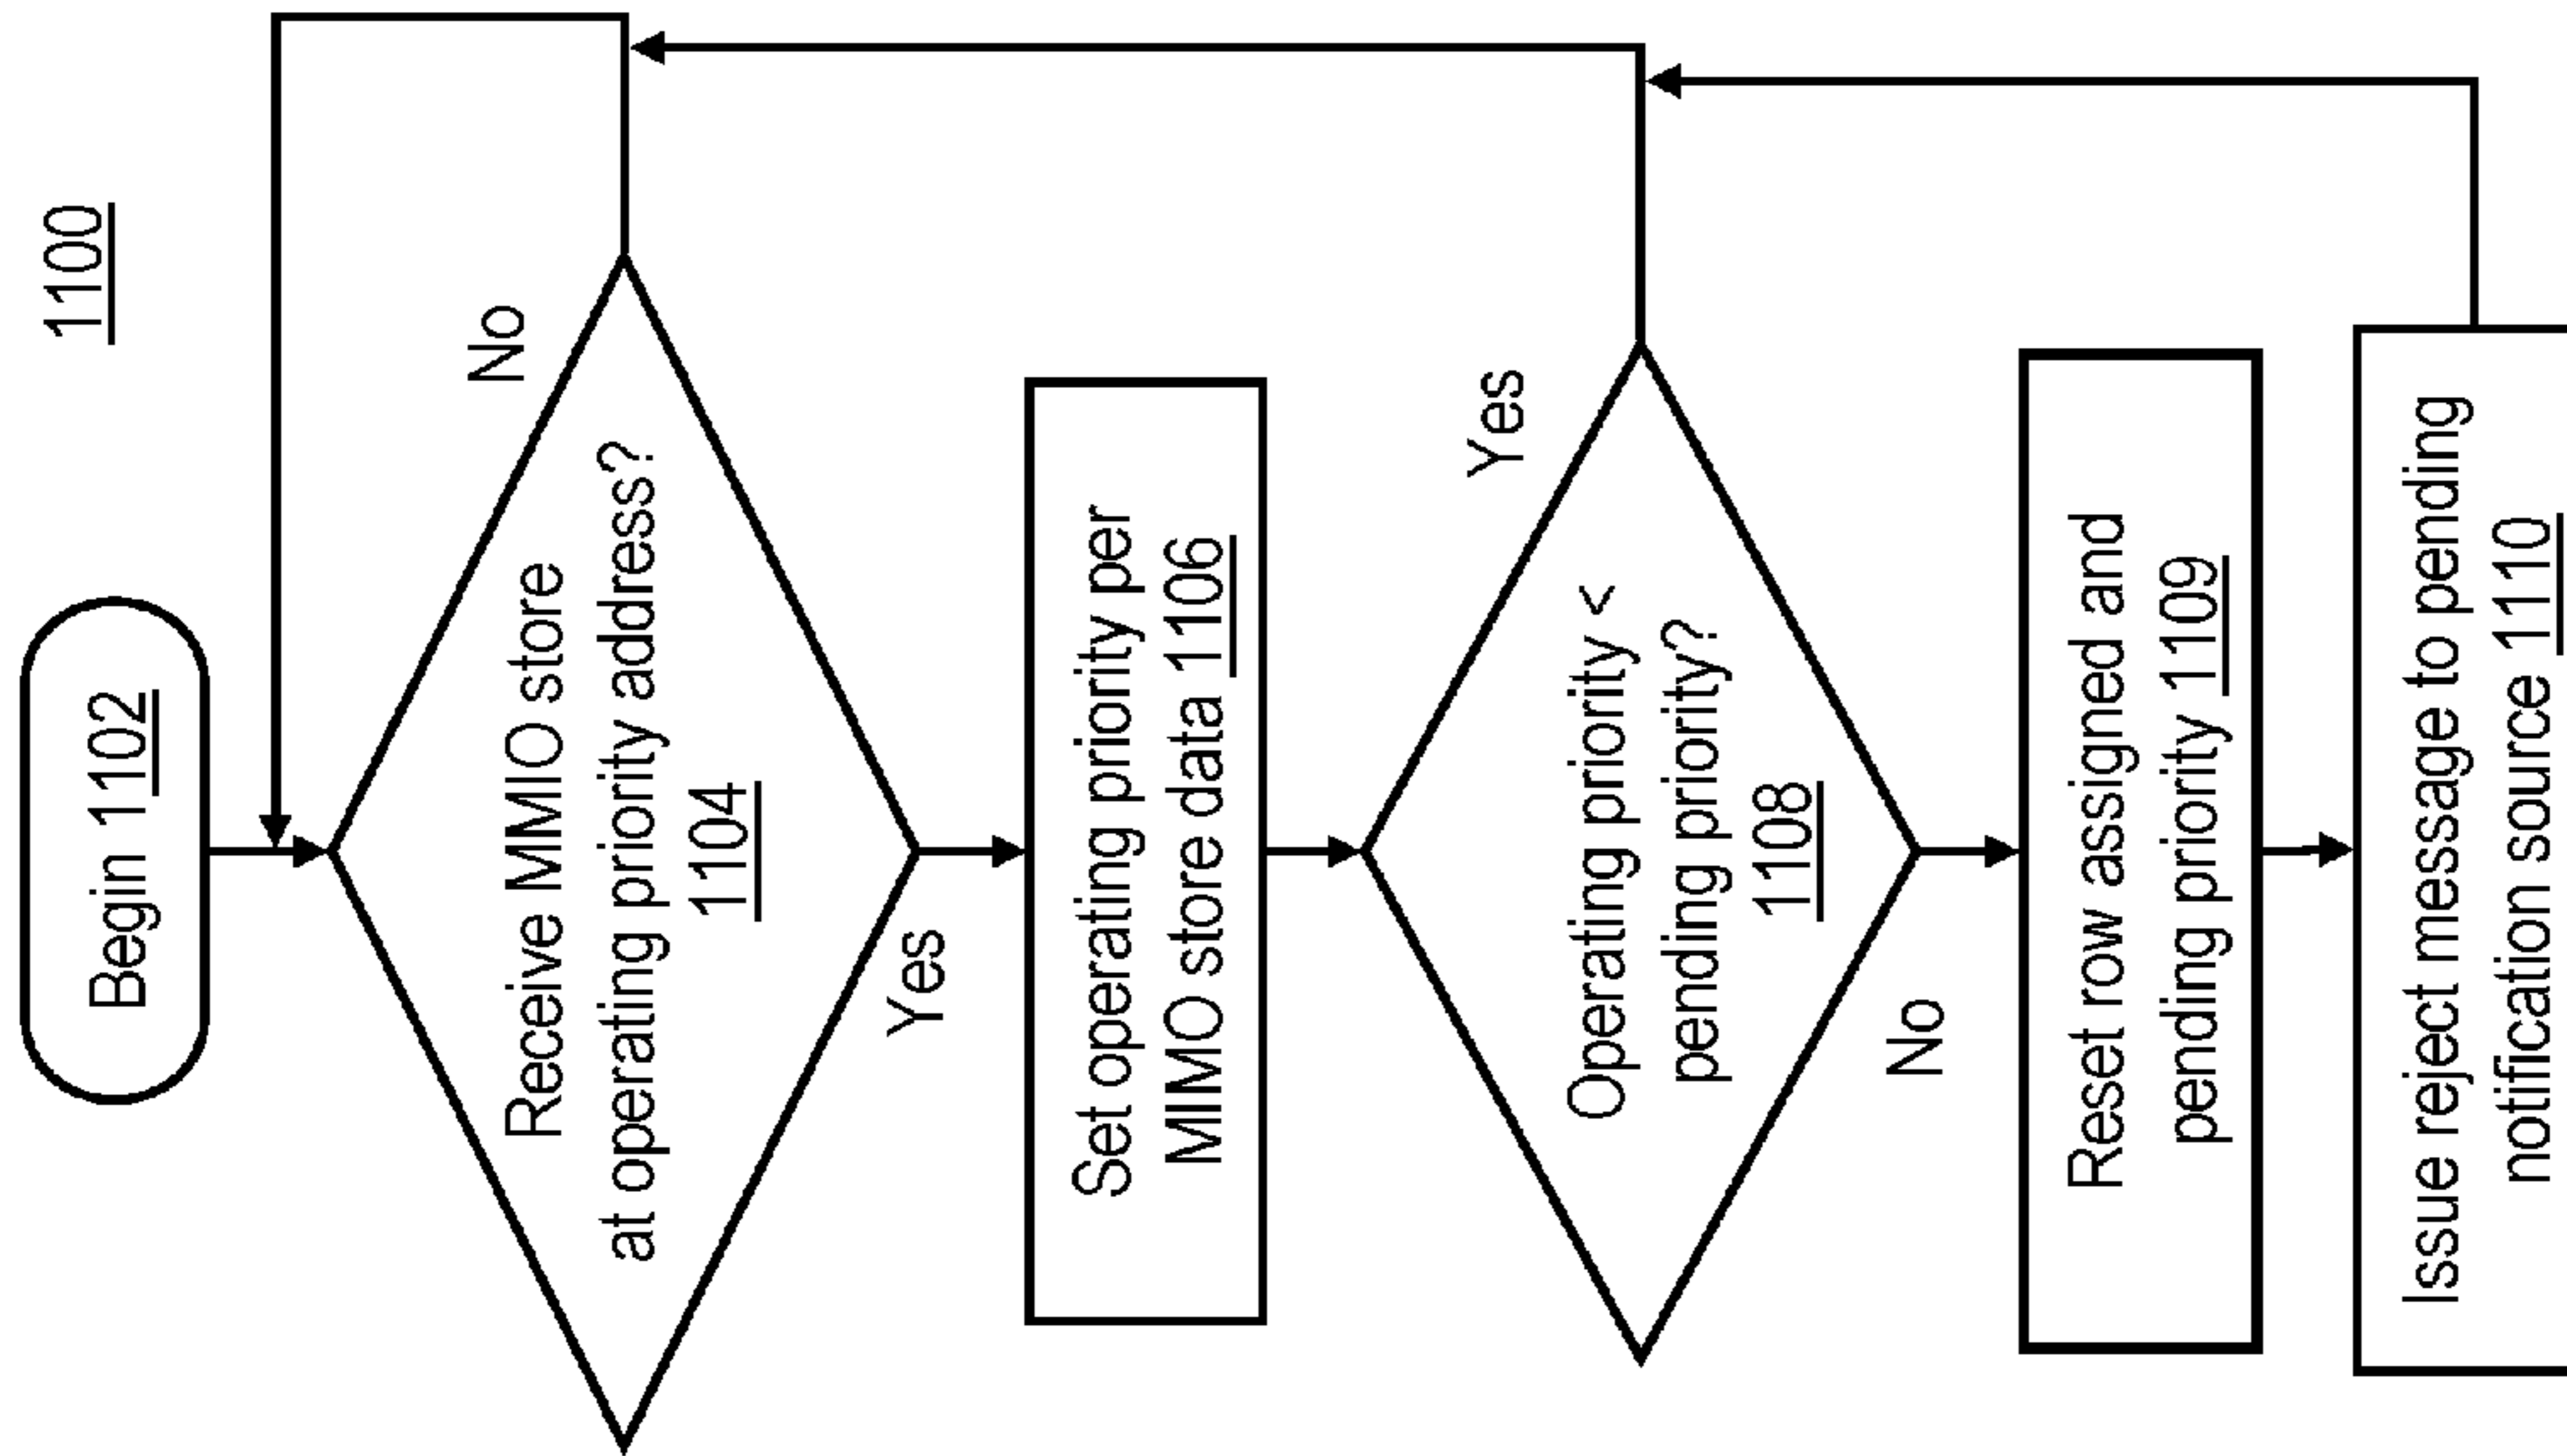 1100
Begin 1102
No
Receive MMIO store
at operating priority address?
1104
Yes
Set operating priority per
MIMO store data 1106
Yes
Operating priority <
pending priority?
1108
No
Reset row assigned and
pending priority 1109
Issue reject message to pending
notification source 1110